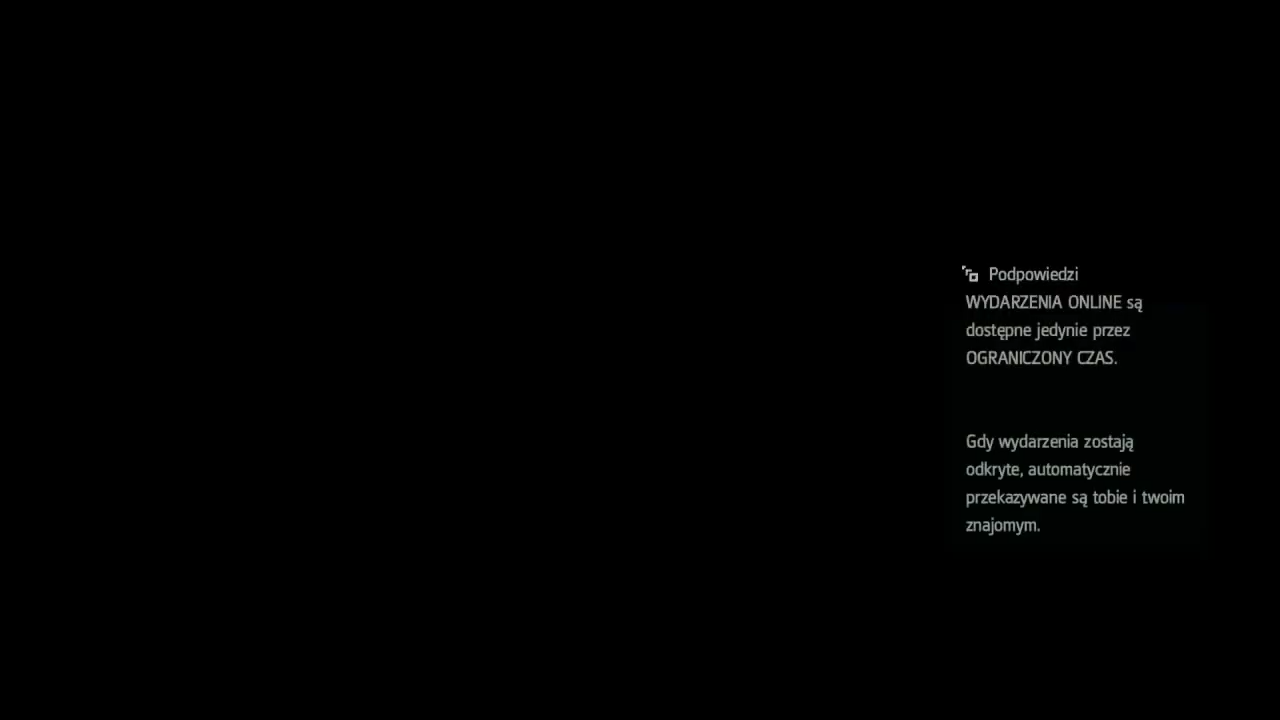 Podpowiedzi
WYDARZENIA ONLINE są
dostępne jedynie przez
OGRANICZONY CZAS.
Gdy wydarzenia zostają
odkryte, automatycznie
przekazywane są tobie i twoim
znajomym.